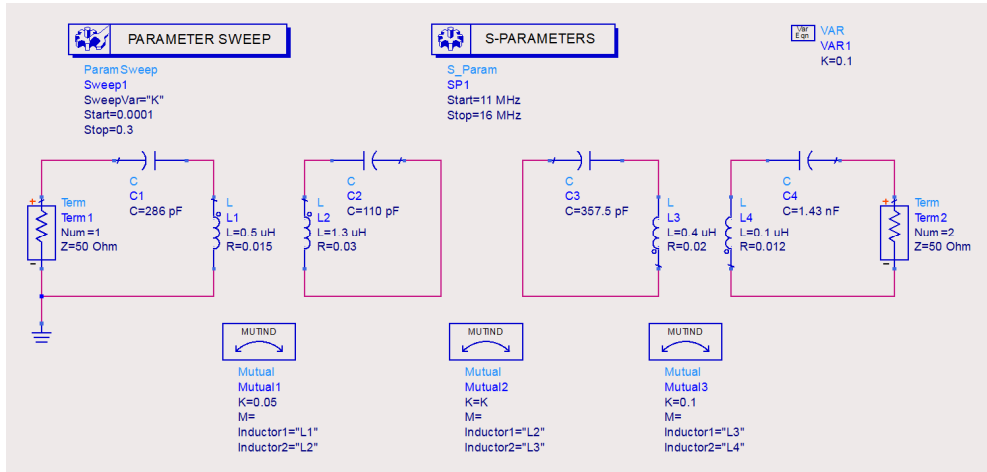 PARAMETER SWEEP
ParamSweep
Sweep1
SweepVar="K"
Start=0.0001
Stop=0.3
S-PARAMETERS
S_Param
SP1
Start=11 MHz
Stop=16 MHz
Var
Eqn
VAR
VAR1
K=0.1
+
Term
Term1
Num=1
Z=50 Ohm
-
C
C1
C=286 pF
L
L1
L=0.5 uH
R=0.015
C
C2
C=110 pF
L
L2
L=1.3 uH
R=0.03
C
C3
C=357.5 pF
L
L3
L=0.4 uH
R=0.02
L
L4
L=0.1 uH
R=0.012
C
C4
C=1.43 nF
+
Term
Term2
Num=2
Z=50 Ohm
-
MUTIND
Mutual
Mutual1
K=0.05
M=
Inductor1="L1"
Inductor2="L2"
MUTIND
Mutual
Mutual2
K=K
M=
Inductor1="L2"
Inductor2="L3"
MUTIND
Mutual
Mutual3
K=0.1
M=
Inductor1="L3"
Inductor2="L4"